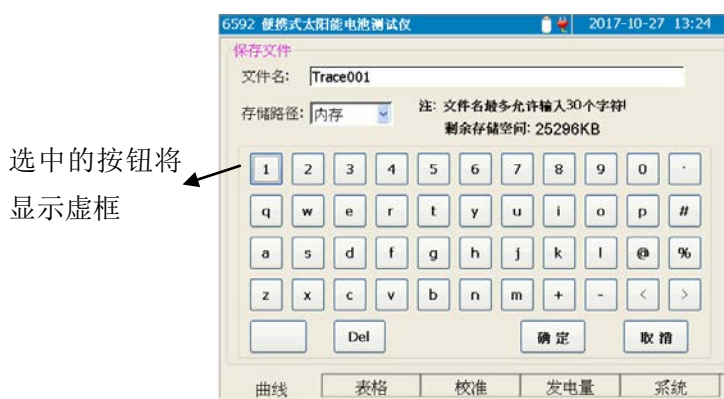 6592 便携式太阳能电池测试仪 2017-10-27 13:24
保存文件
文件名: Trace001
存储路径: 内存
注: 文件名最多允许输入30个字符!
剩余存储空间: 25296KB
选中的按钮将
显示虚框
1 2 3 4 5 6 7 8 9 0 .
q w e r t y u i o p #
a s d f g h j k l @ %
z x c v b n m + - < >
Del 确定 取消
曲线 表格 校准 发电量 系统